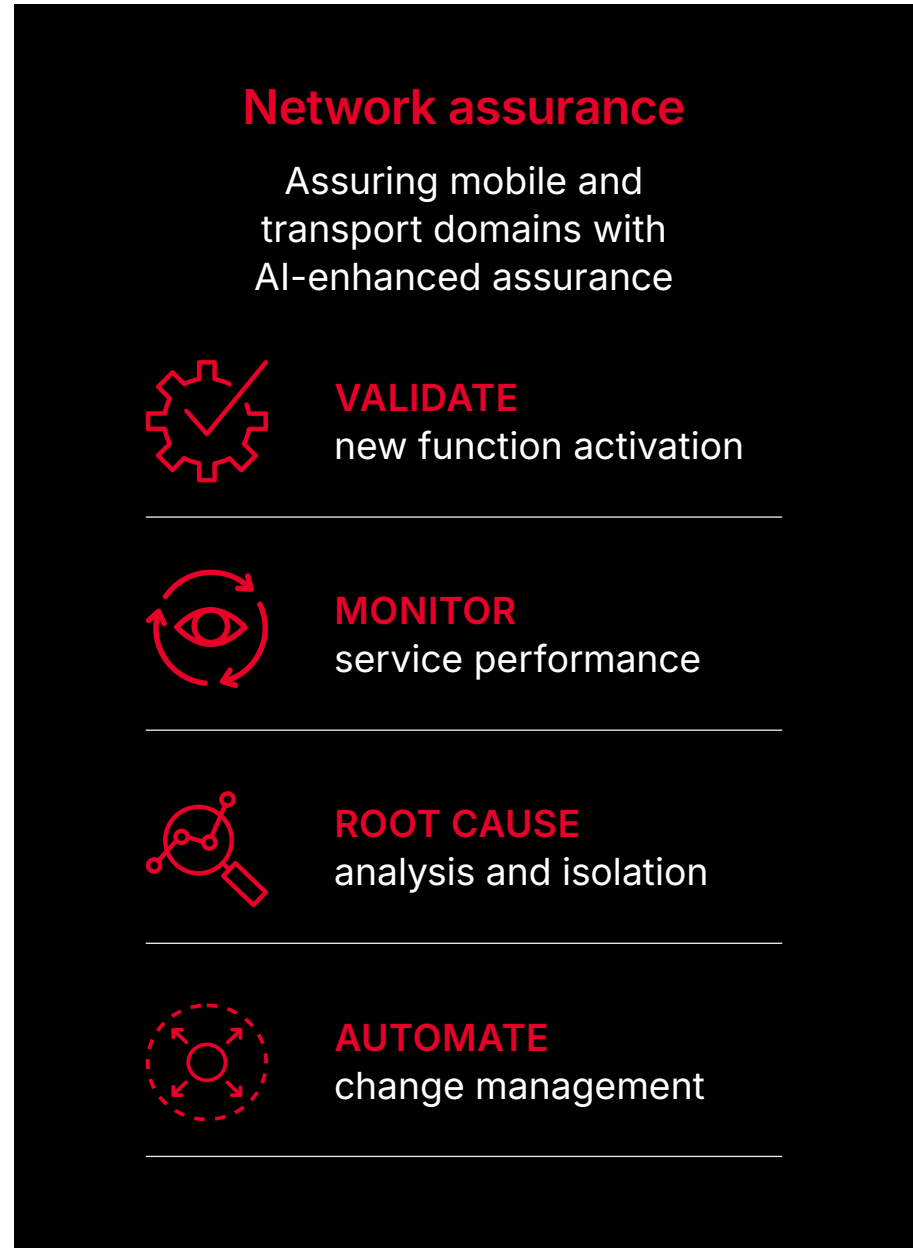 Network assurance
Assuring mobile and
transport domains with
AI-enhanced assurance
VALIDATE
new function activation
MONITOR
service performance
ROOT CAUSE
analysis and isolation
AUTOMATE
change management